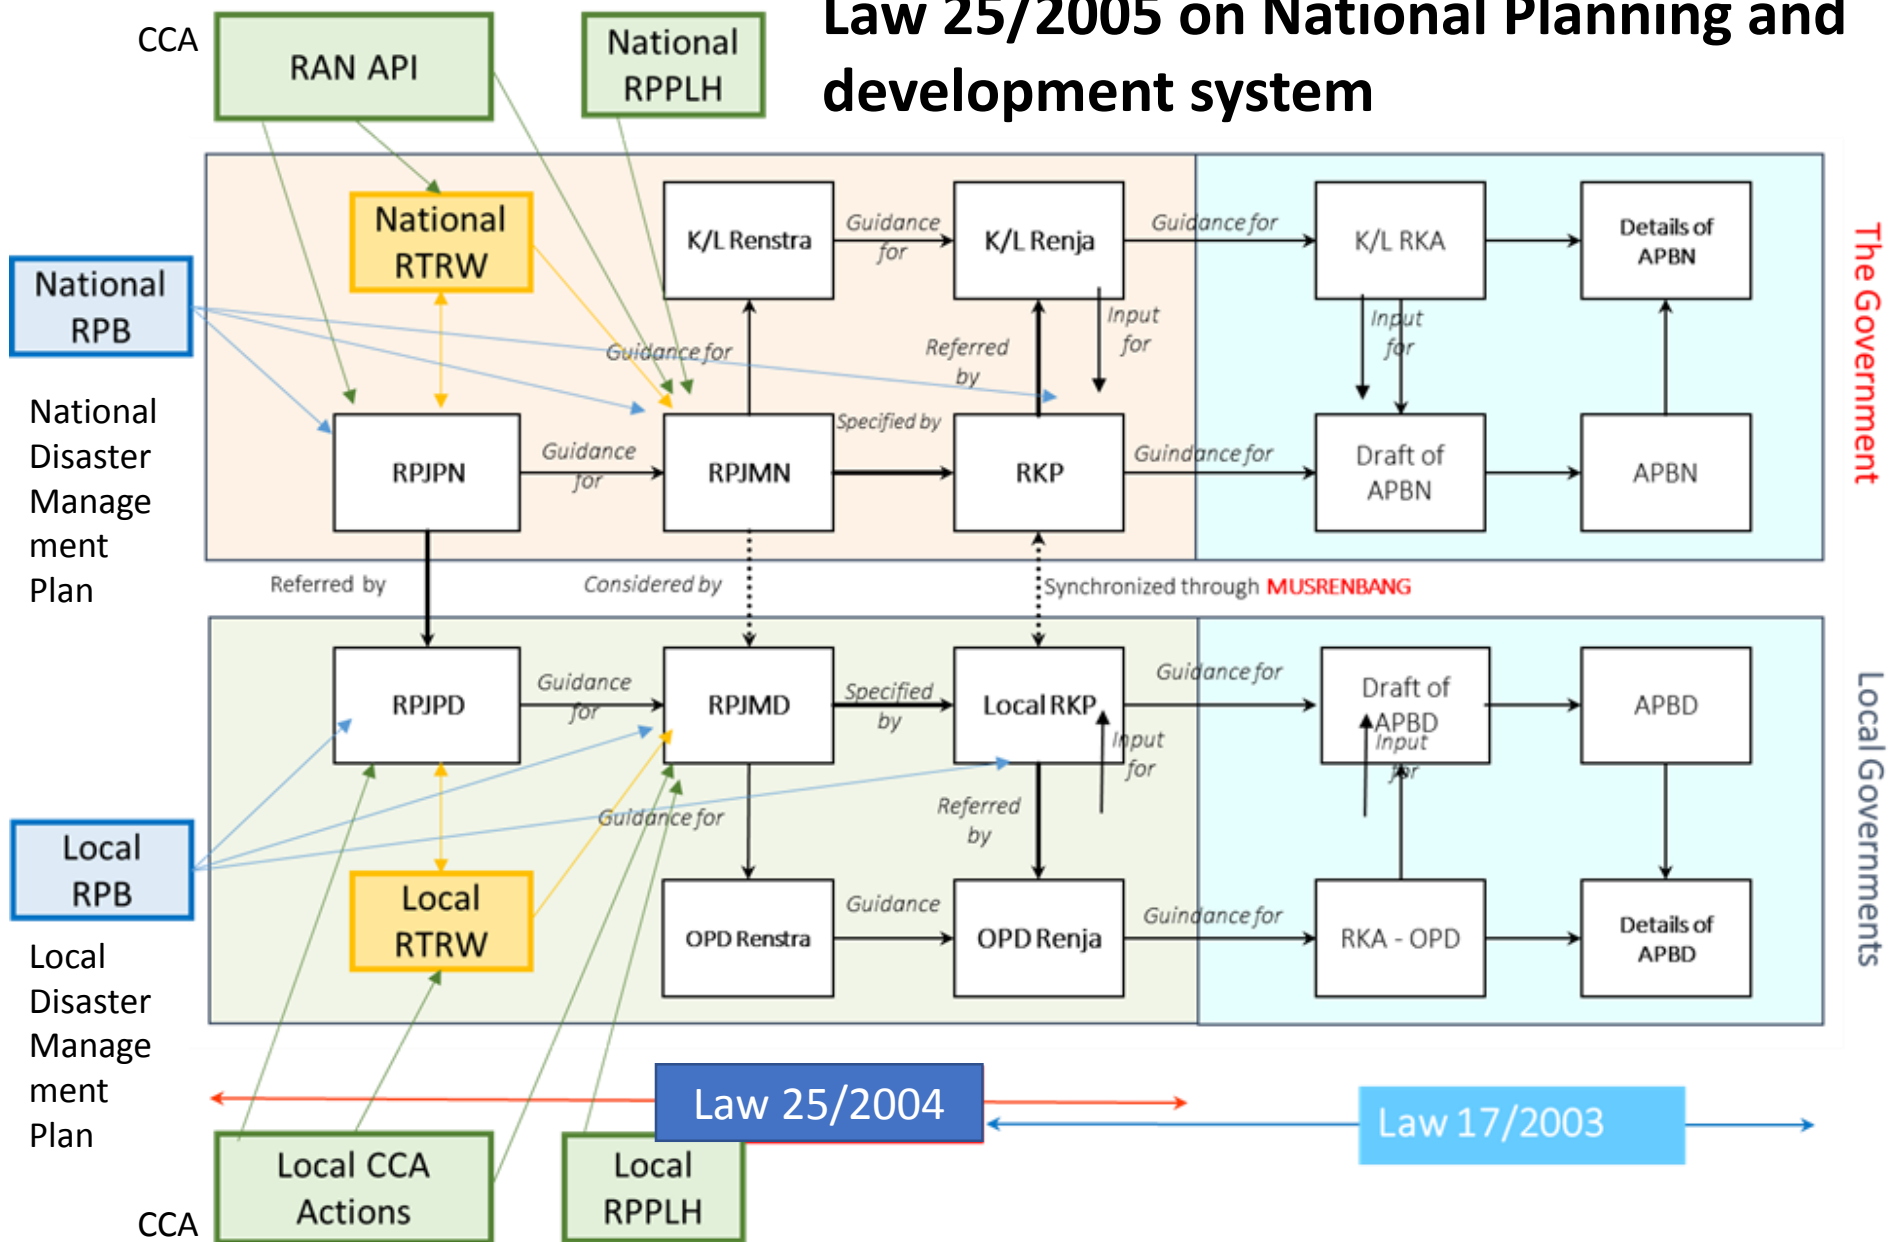 Law 25/2005 on National Planning and
development system
CCA
RAN API
National
RPPLH
National
RTRW
K/L Renstra
Guidance
for
K/L Renja
Guidance for
K/L RKA
Details of
APBN
The Government
National
RPB
Guidance for
Referred
by
Input
for
Input
for
National
Disaster
Manage
ment
Plan
RPJPN
Guidance
for
RPJMN
Specified by
RKP
Guindance for
Draft of
APBN
APBN
Referred by
Considered by
Synchronized through MUSRENBANG
RPJPD
Guidance
for
RPJMD
Specified
by
Local RKP
Guidance for
Draft of
APBD
APBD
Local Governments
Input
for
Input
for
Local
RPB
Guidance for
Referred
by
Local
RTRW
OPD Renstra
Guidance
OPD Renja
Guindance for
RKA - OPD
Details of
APBD
Local
Disaster
Manage
ment
Plan
Law 25/2004
Law 17/2003
Local CCA
Actions
Local
RPPLH
CCA